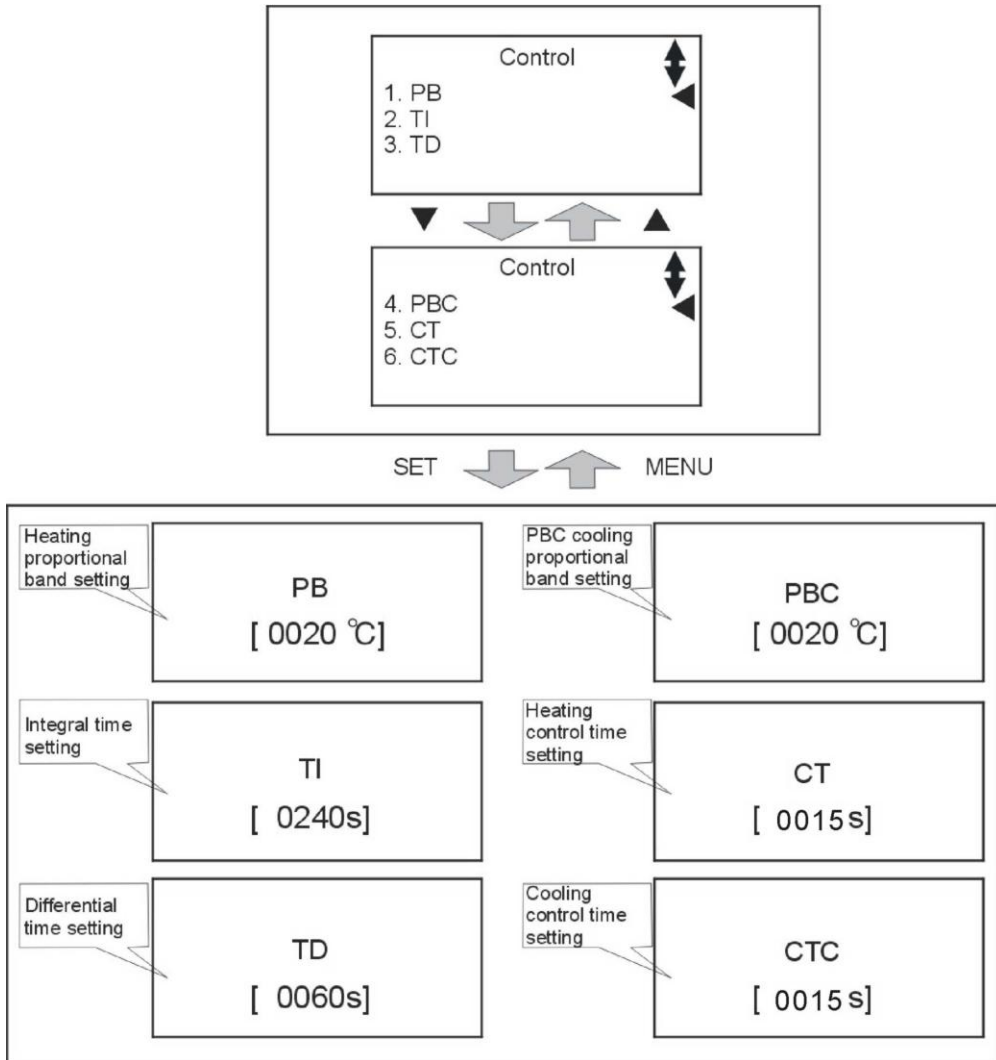 Control
1. PB
2. TI
3. TD
▼ ▲
Control
4. PBC
5. CT
6. CTC
SET MENU
Heating
proportional
band setting
PB
[ 0020 ℃]
PBC cooling
proportional
band setting
PBC
[ 0020 ℃]
Integral time
setting
TI
[ 0240s]
Heating
control time
setting
CT
[ 0015s]
Differential
time setting
TD
[ 0060s]
Cooling
control time
setting
CTC
[ 0015s]